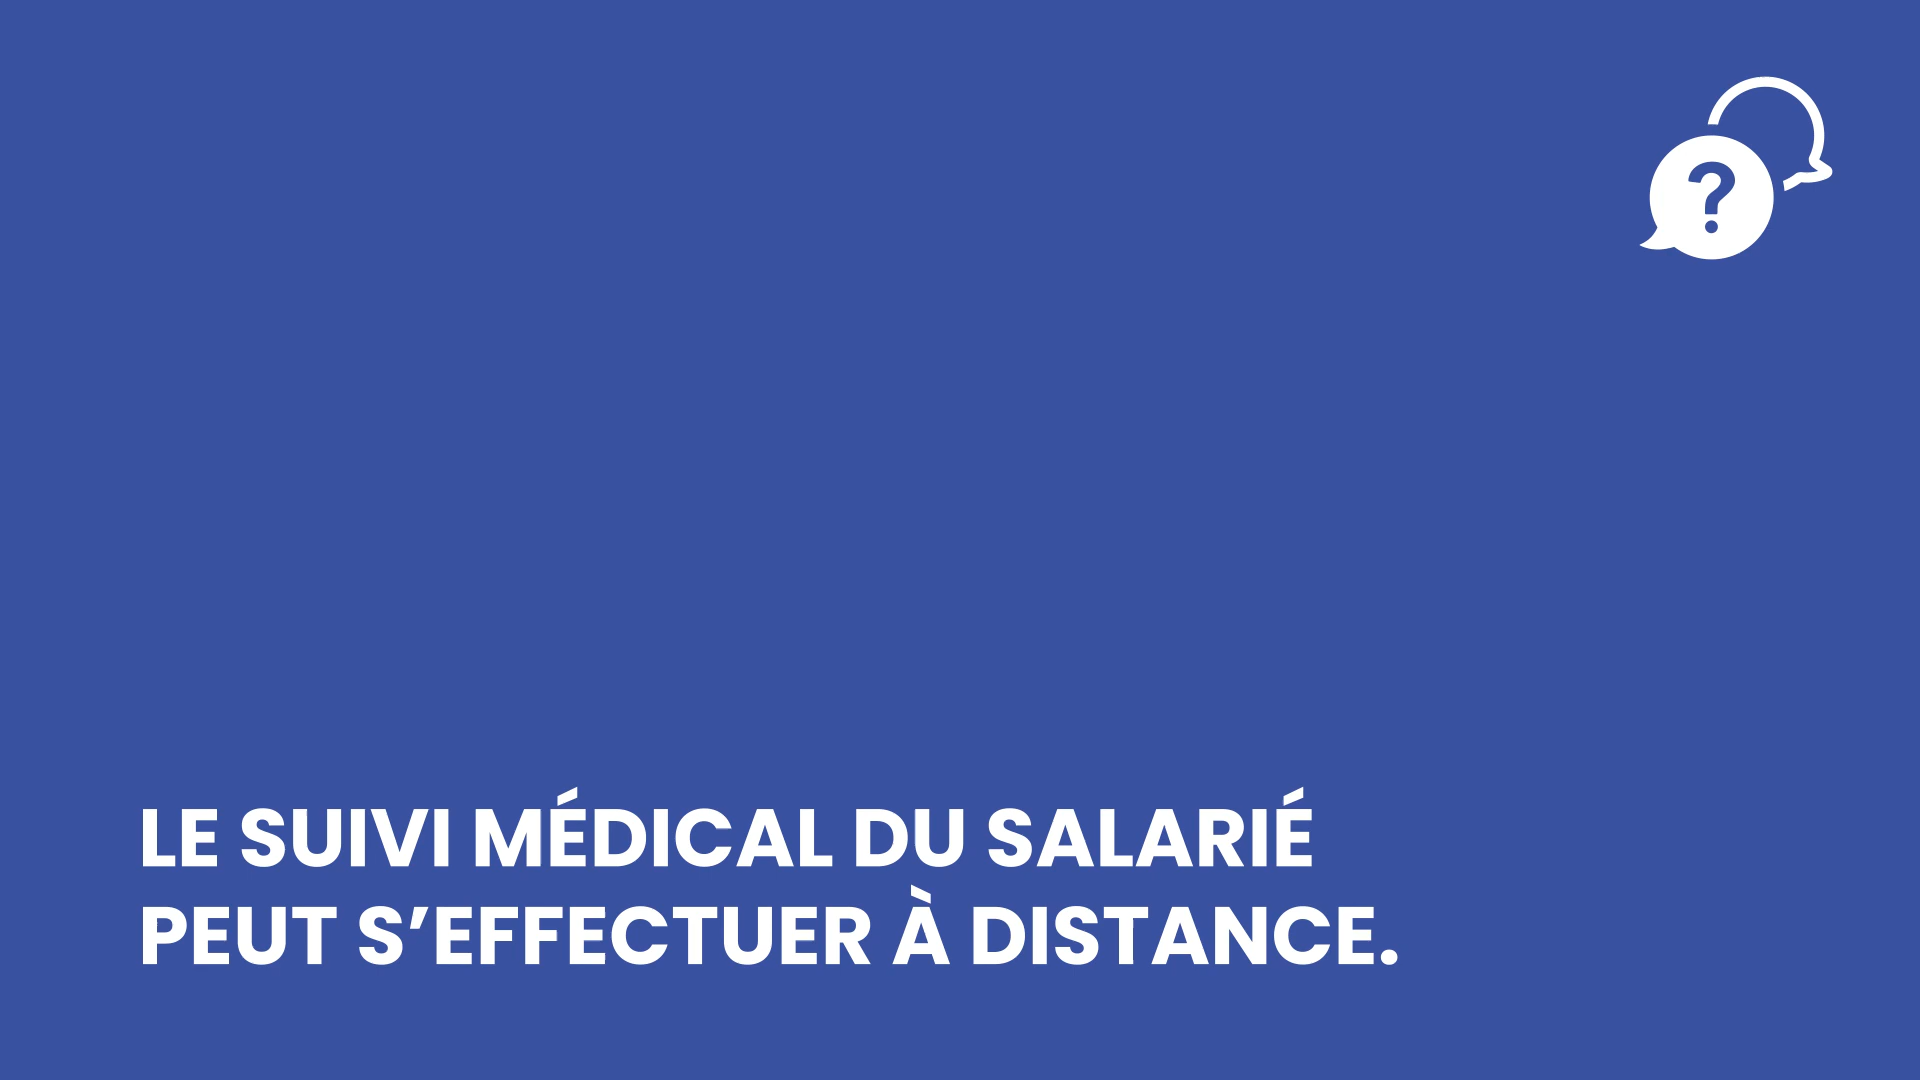 ?
LE SUIVI MÉDICAL DU SALARIÉ
PEUT S’EFFECTUER À DISTANCE.